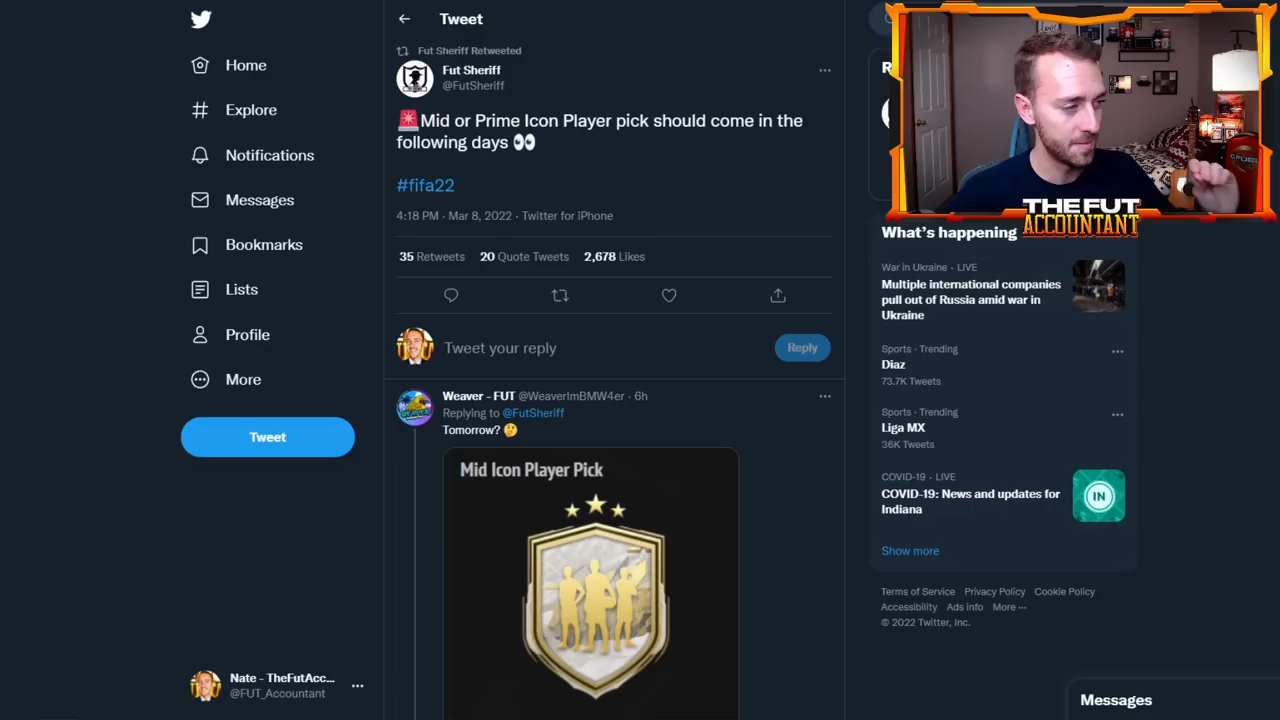 Home
Explore
Notifications
Messages
Bookmarks
Lists
Profile
More
Tweet
Nate - TheFutAcc...
@FUT_Accountant
Tweet
Fut Sheriff Retweeted
Fut Sheriff
@FutSheriff
🚨Mid or Prime Icon Player pick should come in the
following days 👀
#fifa22
4:18 PM · Mar 8, 2022 · Twitter for iPhone
35 Retweets 20 Quote Tweets 2,678 Likes
Tweet your reply
Reply
Weaver - FUT @WeaverImBMW4er · 6h
Replying to @FutSheriff
Tomorrow? 🤔
Mid Icon Player Pick
THE FUT
ACCOUNTANT
What's happening
War in Ukraine · LIVE
Multiple international companies
pull out of Russia amid war in
Ukraine
Sports · Trending
Diaz
73.7K Tweets
Sports · Trending
Liga MX
36K Tweets
COVID-19 · LIVE
COVID-19: News and updates for
Indiana
IN
Show more
Terms of Service Privacy Policy Cookie Policy
Accessibility Ads info More ···
© 2022 Twitter, Inc.
Messages